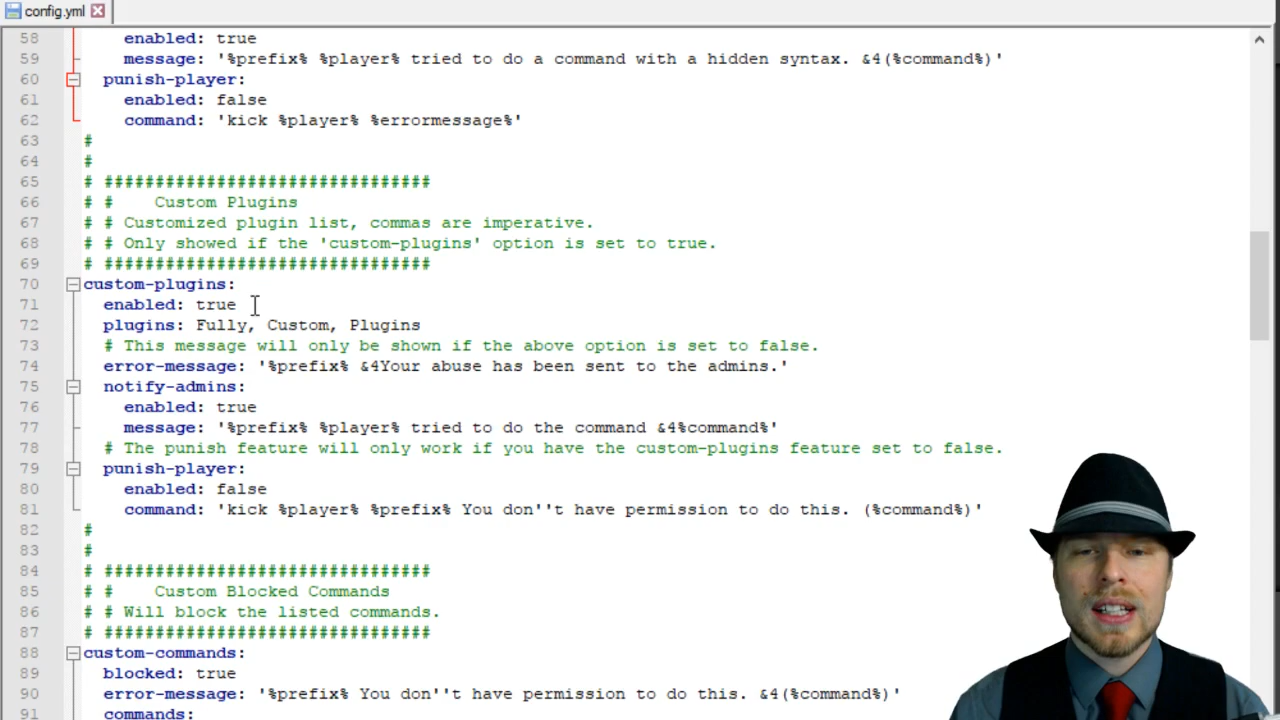 config.yml
58 enabled: true
59 message: '%prefix% %player% tried to do a command with a hidden syntax. &4(%command%)'
60 punish-player:
61 enabled: false
62 command: 'kick %player% %errormessage%'
63 #
64 #
65 # ################################
66 # # Custom Plugins
67 # # Customized plugin list, commas are imperative.
68 # # Only showed if the 'custom-plugins' option is set to true.
69 # ################################
70 custom-plugins:
71 enabled: true
72 plugins: Fully, Custom, Plugins
73 # This message will only be shown if the above option is set to false.
74 error-message: '%prefix% &4Your abuse has been sent to the admins.'
75 notify-admins:
76 enabled: true
77 message: '%prefix% %player% tried to do the command &4%command%'
78 # The punish feature will only work if you have the custom-plugins feature set to false.
79 punish-player:
80 enabled: false
81 command: 'kick %player% %prefix% You don''t have permission to do this. (%command%)'
82 #
83 #
84 # ################################
85 # # Custom Blocked Commands
86 # # Will block the listed commands.
87 # ################################
88 custom-commands:
89 blocked: true
90 error-message: '%prefix% You don''t have permission to do this. &4(%command%)'
91 commands: